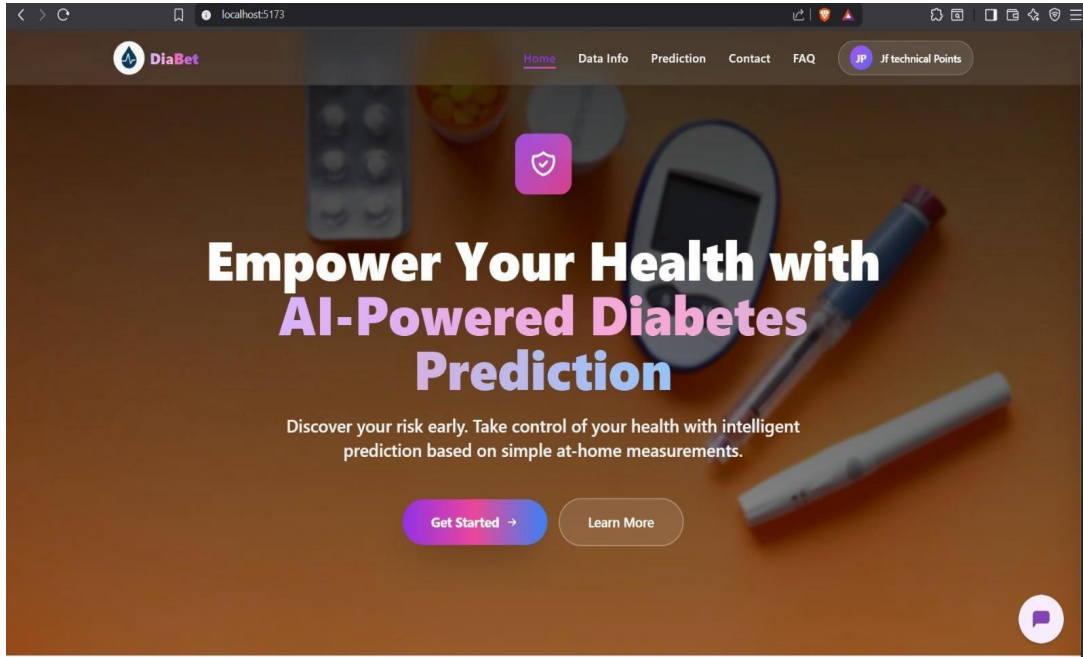 localhost:5173
DiaBet
Home Data Info Prediction Contact FAQ JP Jf technical Points
Empower Your Health with
AI-Powered Diabetes
Prediction
Discover your risk early. Take control of your health with intelligent
prediction based on simple at-home measurements.
Get Started → Learn More